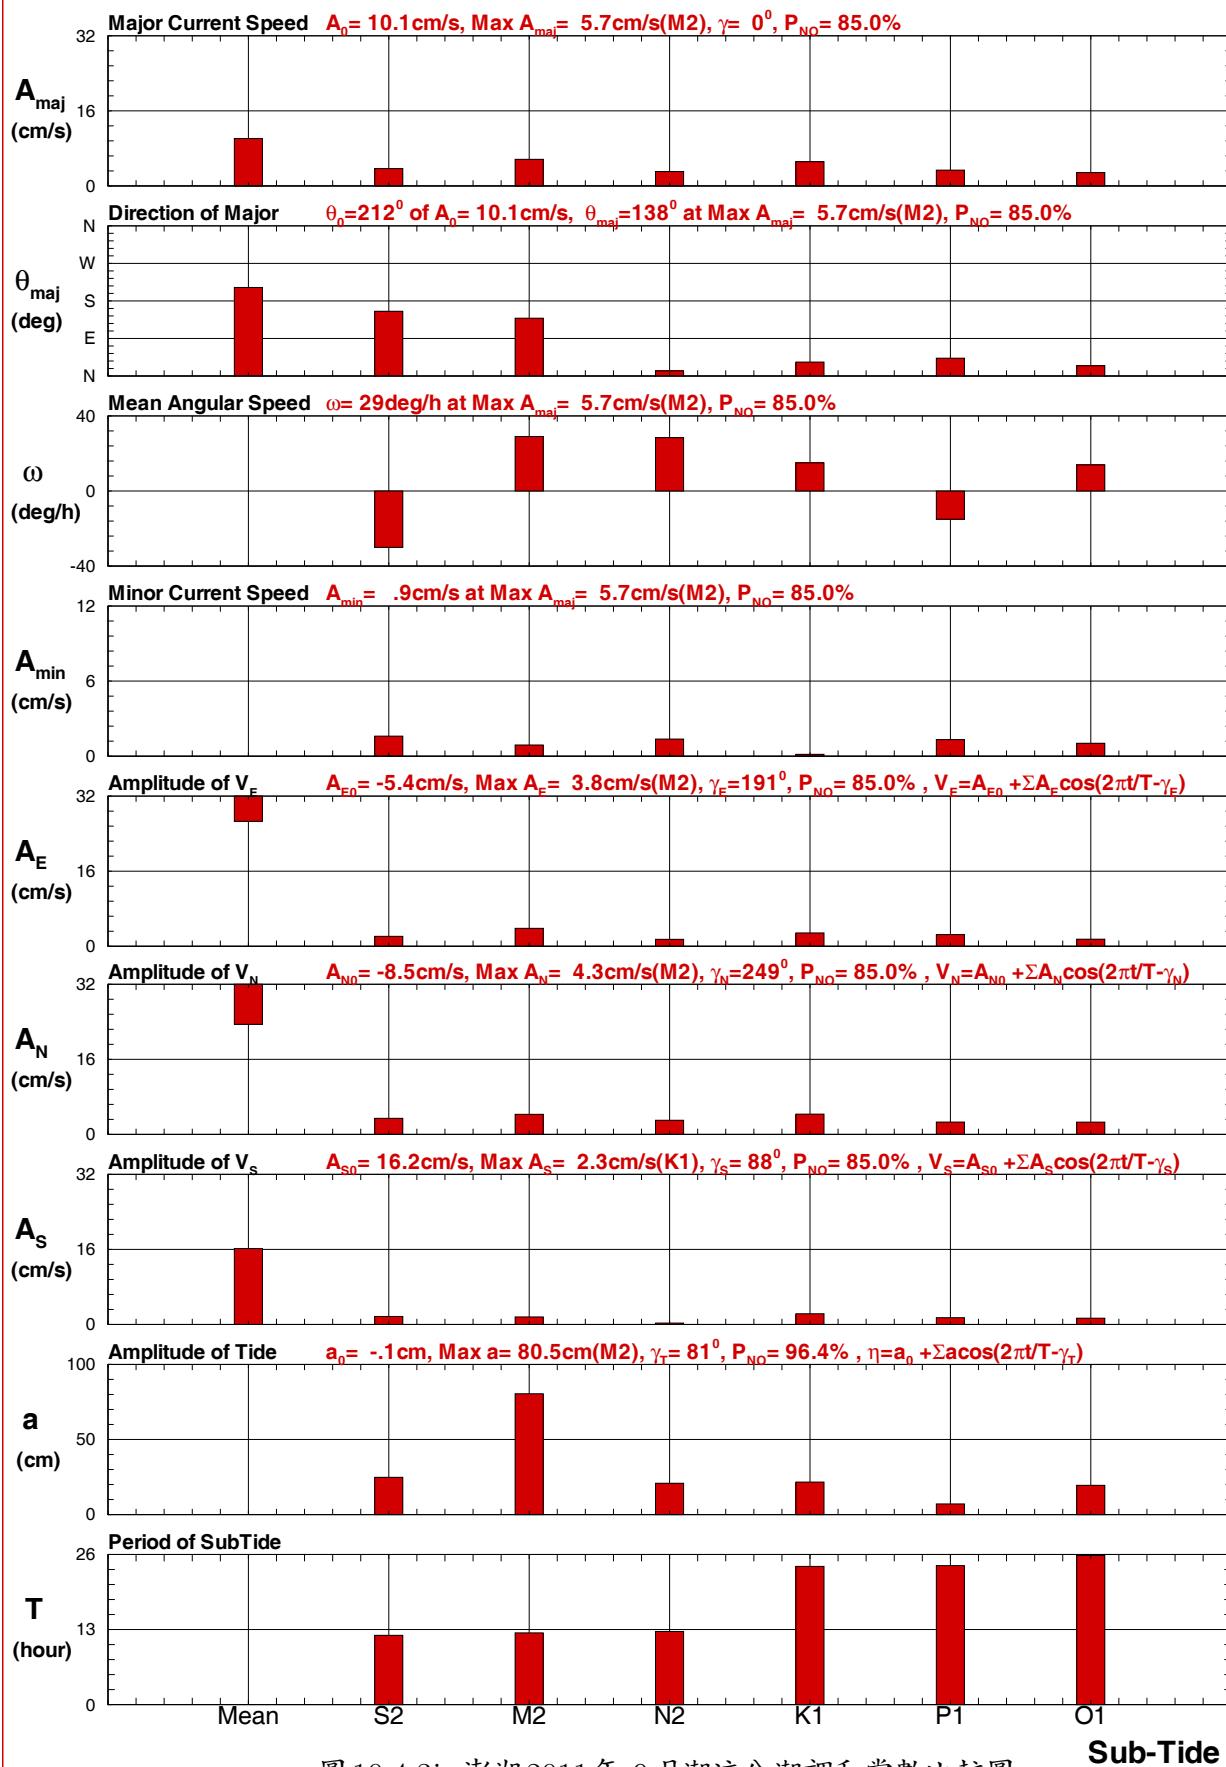 Major Current Speed A0= 10.1cm/s, Max Amaj= 5.7cm/s(M2), γ= 0⁰, PNO= 85.0%
32
Amaj
16
(cm/s)
0
Direction of Major θ0=212⁰ of A0= 10.1cm/s, θmaj=138⁰ at Max Amaj= 5.7cm/s(M2), PNO= 85.0%
N
W
θmaj
S
(deg)
E
N
Mean Angular Speed ω= 29deg/h at Max Amaj= 5.7cm/s(M2), PNO= 85.0%
40
ω
0
(deg/h)
-40
Minor Current Speed Amin= .9cm/s at Max Amaj= 5.7cm/s(M2), PNO= 85.0%
12
Amin
6
(cm/s)
0
Amplitude of VE AE0= -5.4cm/s, Max AE= 3.8cm/s(M2), γE=191⁰, PNO= 85.0% , VE=AE0 +ΣAEcos(2πt/T-γE)
32
AE
16
(cm/s)
0
Amplitude of VN AN0= -8.5cm/s, Max AN= 4.3cm/s(M2), γN=249⁰, PNO= 85.0% , VN=AN0 +ΣANcos(2πt/T-γN)
32
AN
16
(cm/s)
0
Amplitude of VS AS0= 16.2cm/s, Max AS= 2.3cm/s(K1), γS= 88⁰, PNO= 85.0% , VS=AS0 +ΣAScos(2πt/T-γS)
32
AS
16
(cm/s)
0
Amplitude of Tide a0= -.1cm, Max a= 80.5cm(M2), γT= 81⁰, PNO= 96.4% , η=a0 +Σacos(2πt/T-γT)
100
a
50
(cm)
0
Period of SubTide
26
T
13
(hour)
0
Mean S2 M2 N2 K1 P1 O1
Sub-Tide